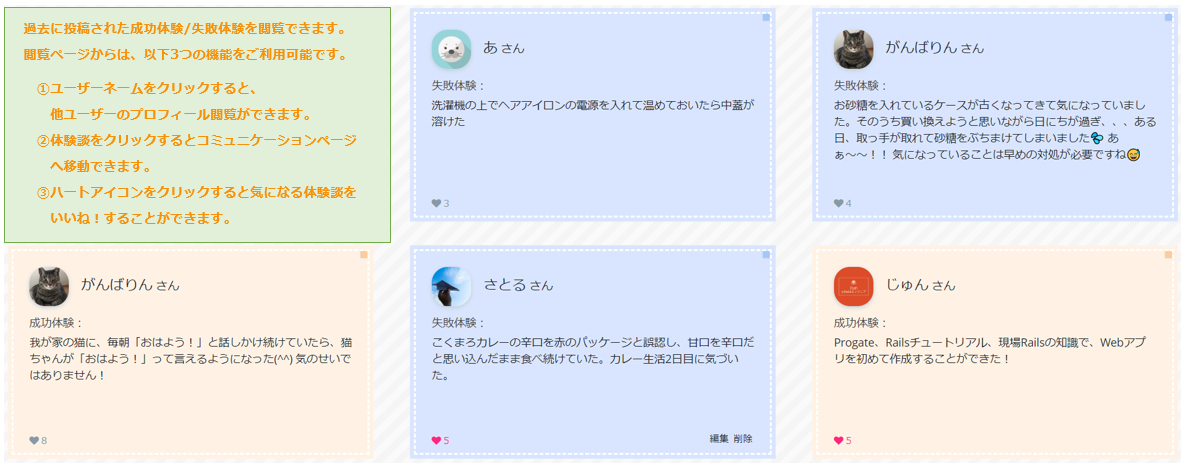 過去に投稿された成功体験/失敗体験を閲覧できます。
閲覧ページからは、以下3つの機能をご利用可能です。
①ユーザーネームをクリックすると、
他ユーザーのプロフィール閲覧ができます。
②体験談をクリックするとコミュニケーションページ
へ移動できます。
③ハートアイコンをクリックすると気になる体験談を
いいね！することができます。
あ さん
失敗体験：
洗濯機の上でヘアアイロンの電源を入れて温めておいたら中蓋が
溶けた
3
がんばりん さん
失敗体験：
お砂糖を入れているケースが古くなってきて気になっていまし
た。そのうち買い換えようと思いながら日にちが過ぎ、、、ある
日、取っ手が取れて砂糖をぶちまけてしまいました💦 あ
ぁ〜〜！！ 気になっていることは早めの対処が必要ですね😅
4
がんばりん さん
成功体験：
我が家の猫に、毎朝「おはよう！」と話しかけ続けていたら、猫
ちゃんが「おはよう！」って言えるようになった(^^) 気のせいで
はありません！
8
さとる さん
失敗体験：
こくまろカレーの辛口を赤のパッケージと誤認し、甘口を辛口だ
と思い込んだまま食べ続けていた。カレー生活2日目に気づい
た。
5
編集 削除
じゅん さん
成功体験：
Progate、Railsチュートリアル、現場Railsの知識で、Webアプ
リを初めて作成することができた！
5